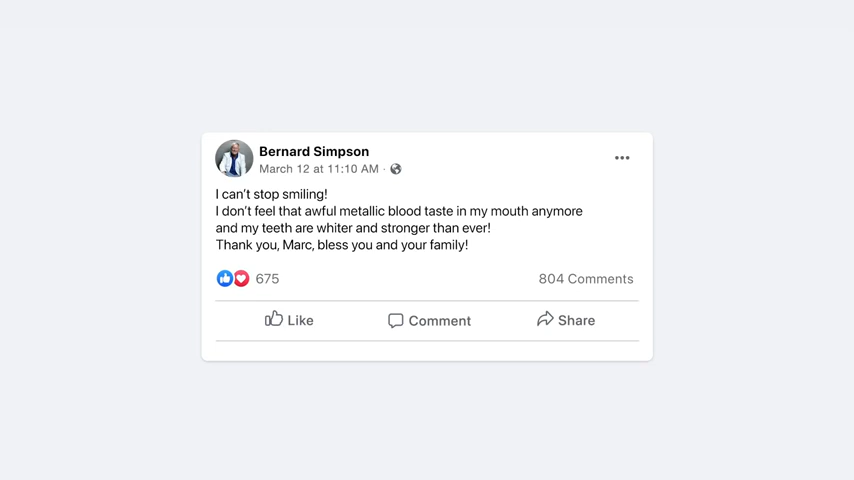 Bernard Simpson
March 12 at 11:10 AM ·
I can't stop smiling!
I don't feel that awful metallic blood taste in my mouth anymore
and my teeth are whiter and stronger than ever!
Thank you, Marc, bless you and your family!
675 804 Comments
Like Comment Share